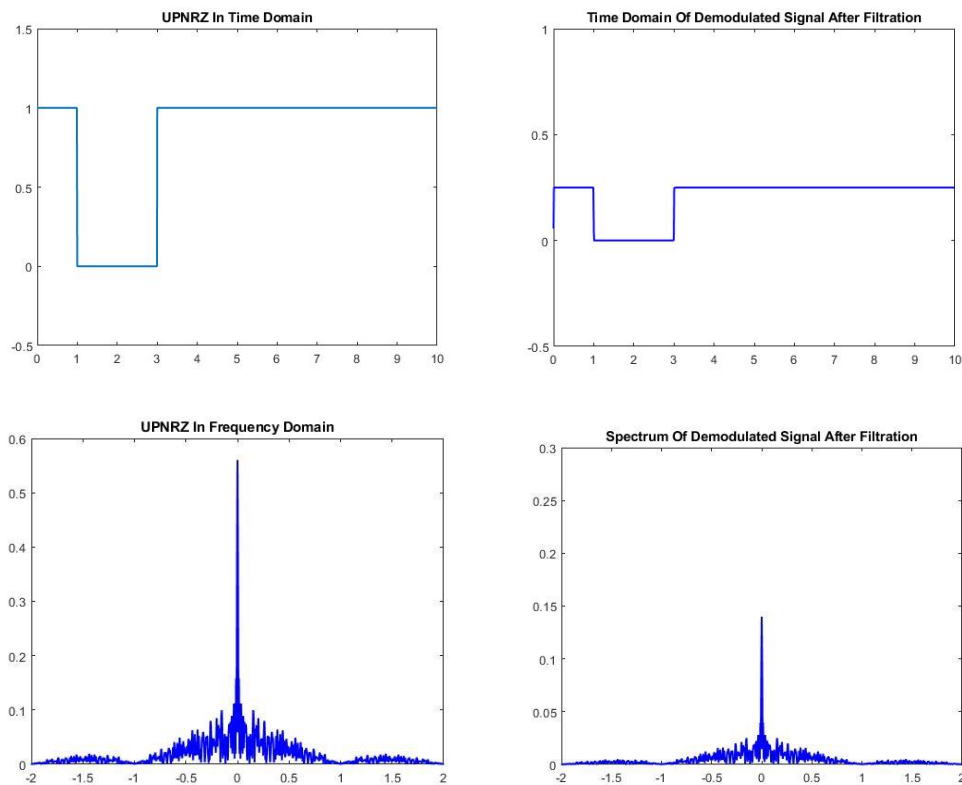 UPNRZ In Time Domain
1.5
1
0.5
0
-0.5
0 1 2 3 4 5 6 7 8 9 10
Time Domain Of Demodulated Signal After Filtration
1
0.5
0
-0.5
0 1 2 3 4 5 6 7 8 9 10
UPNRZ In Frequency Domain
0.6
0.5
0.4
0.3
0.2
0.1
0
-2 -1.5 -1 -0.5 0 0.5 1 1.5 2
Spectrum Of Demodulated Signal After Filtration
0.3
0.25
0.2
0.15
0.1
0.05
0
-2 -1.5 -1 -0.5 0 0.5 1 1.5 2